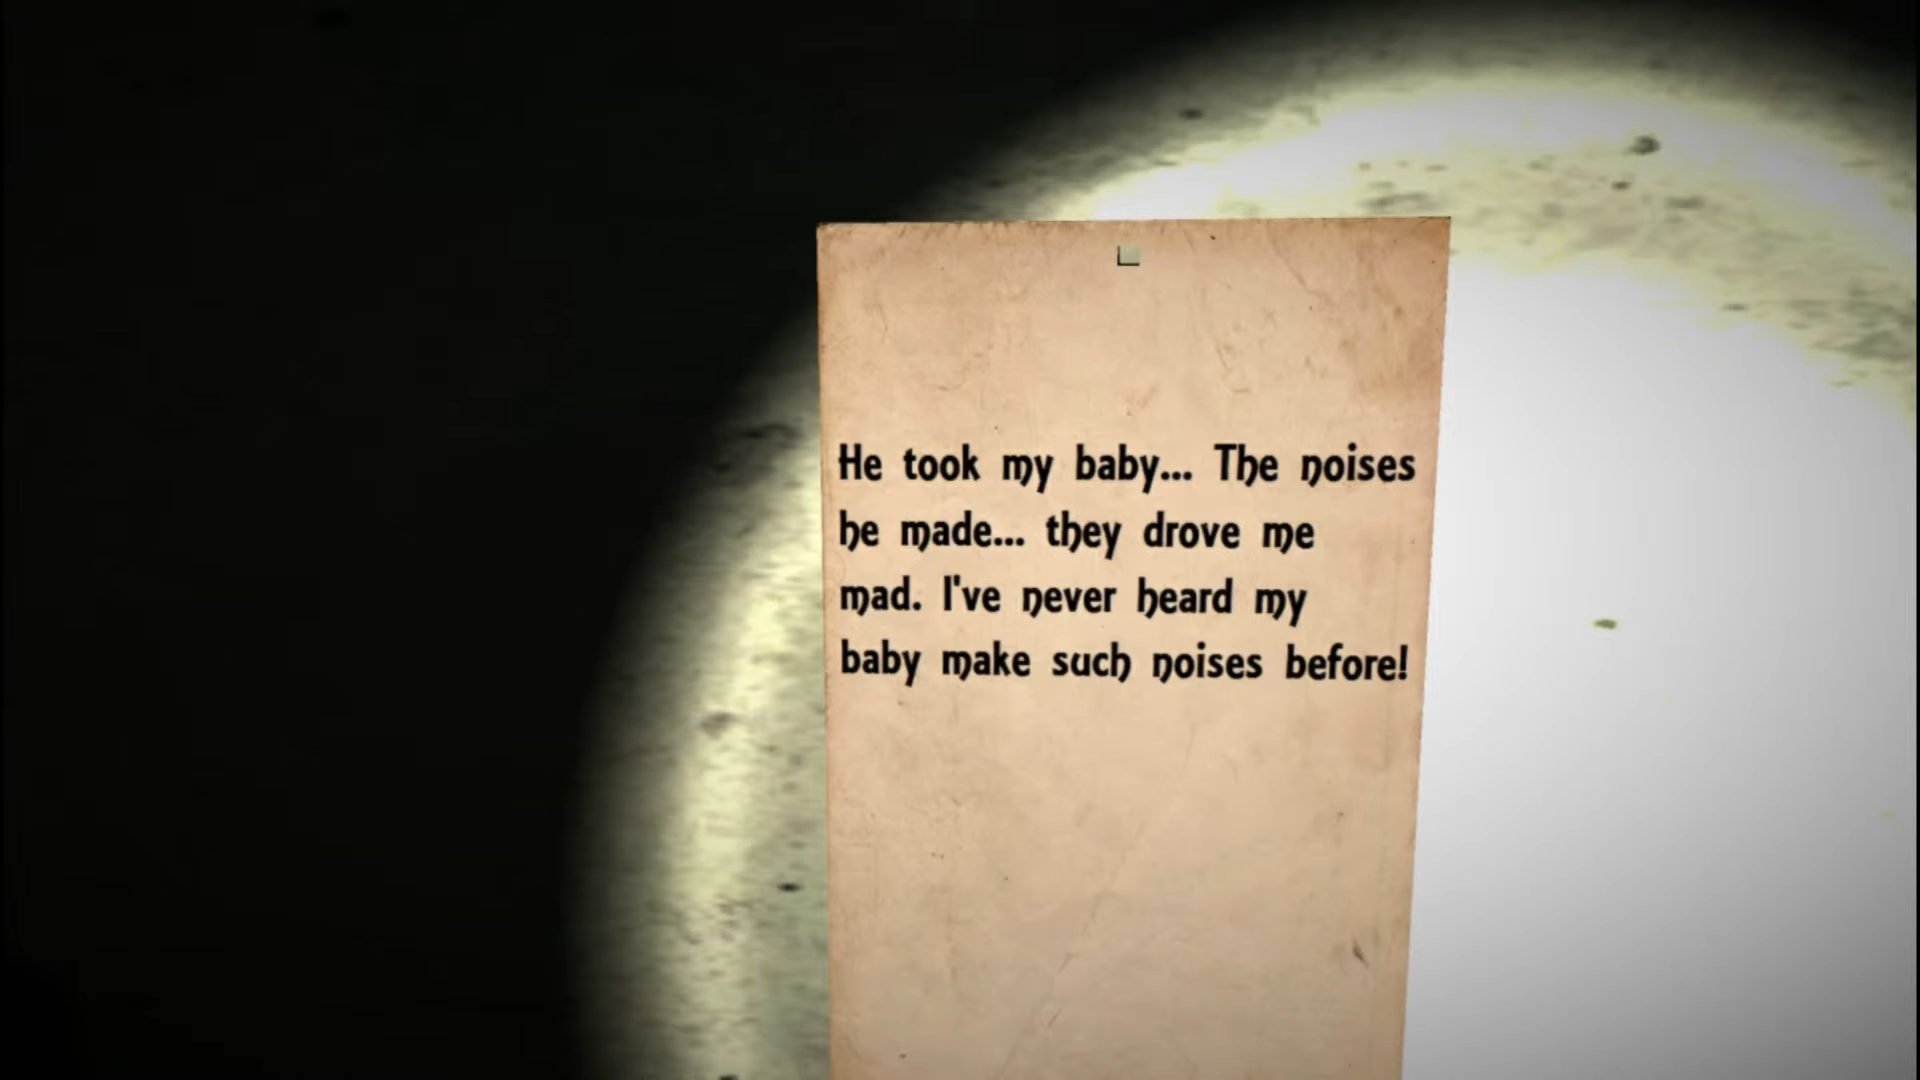 He took my baby... The noises
he made... they drove me
mad. I've never heard my
baby make such noises before!